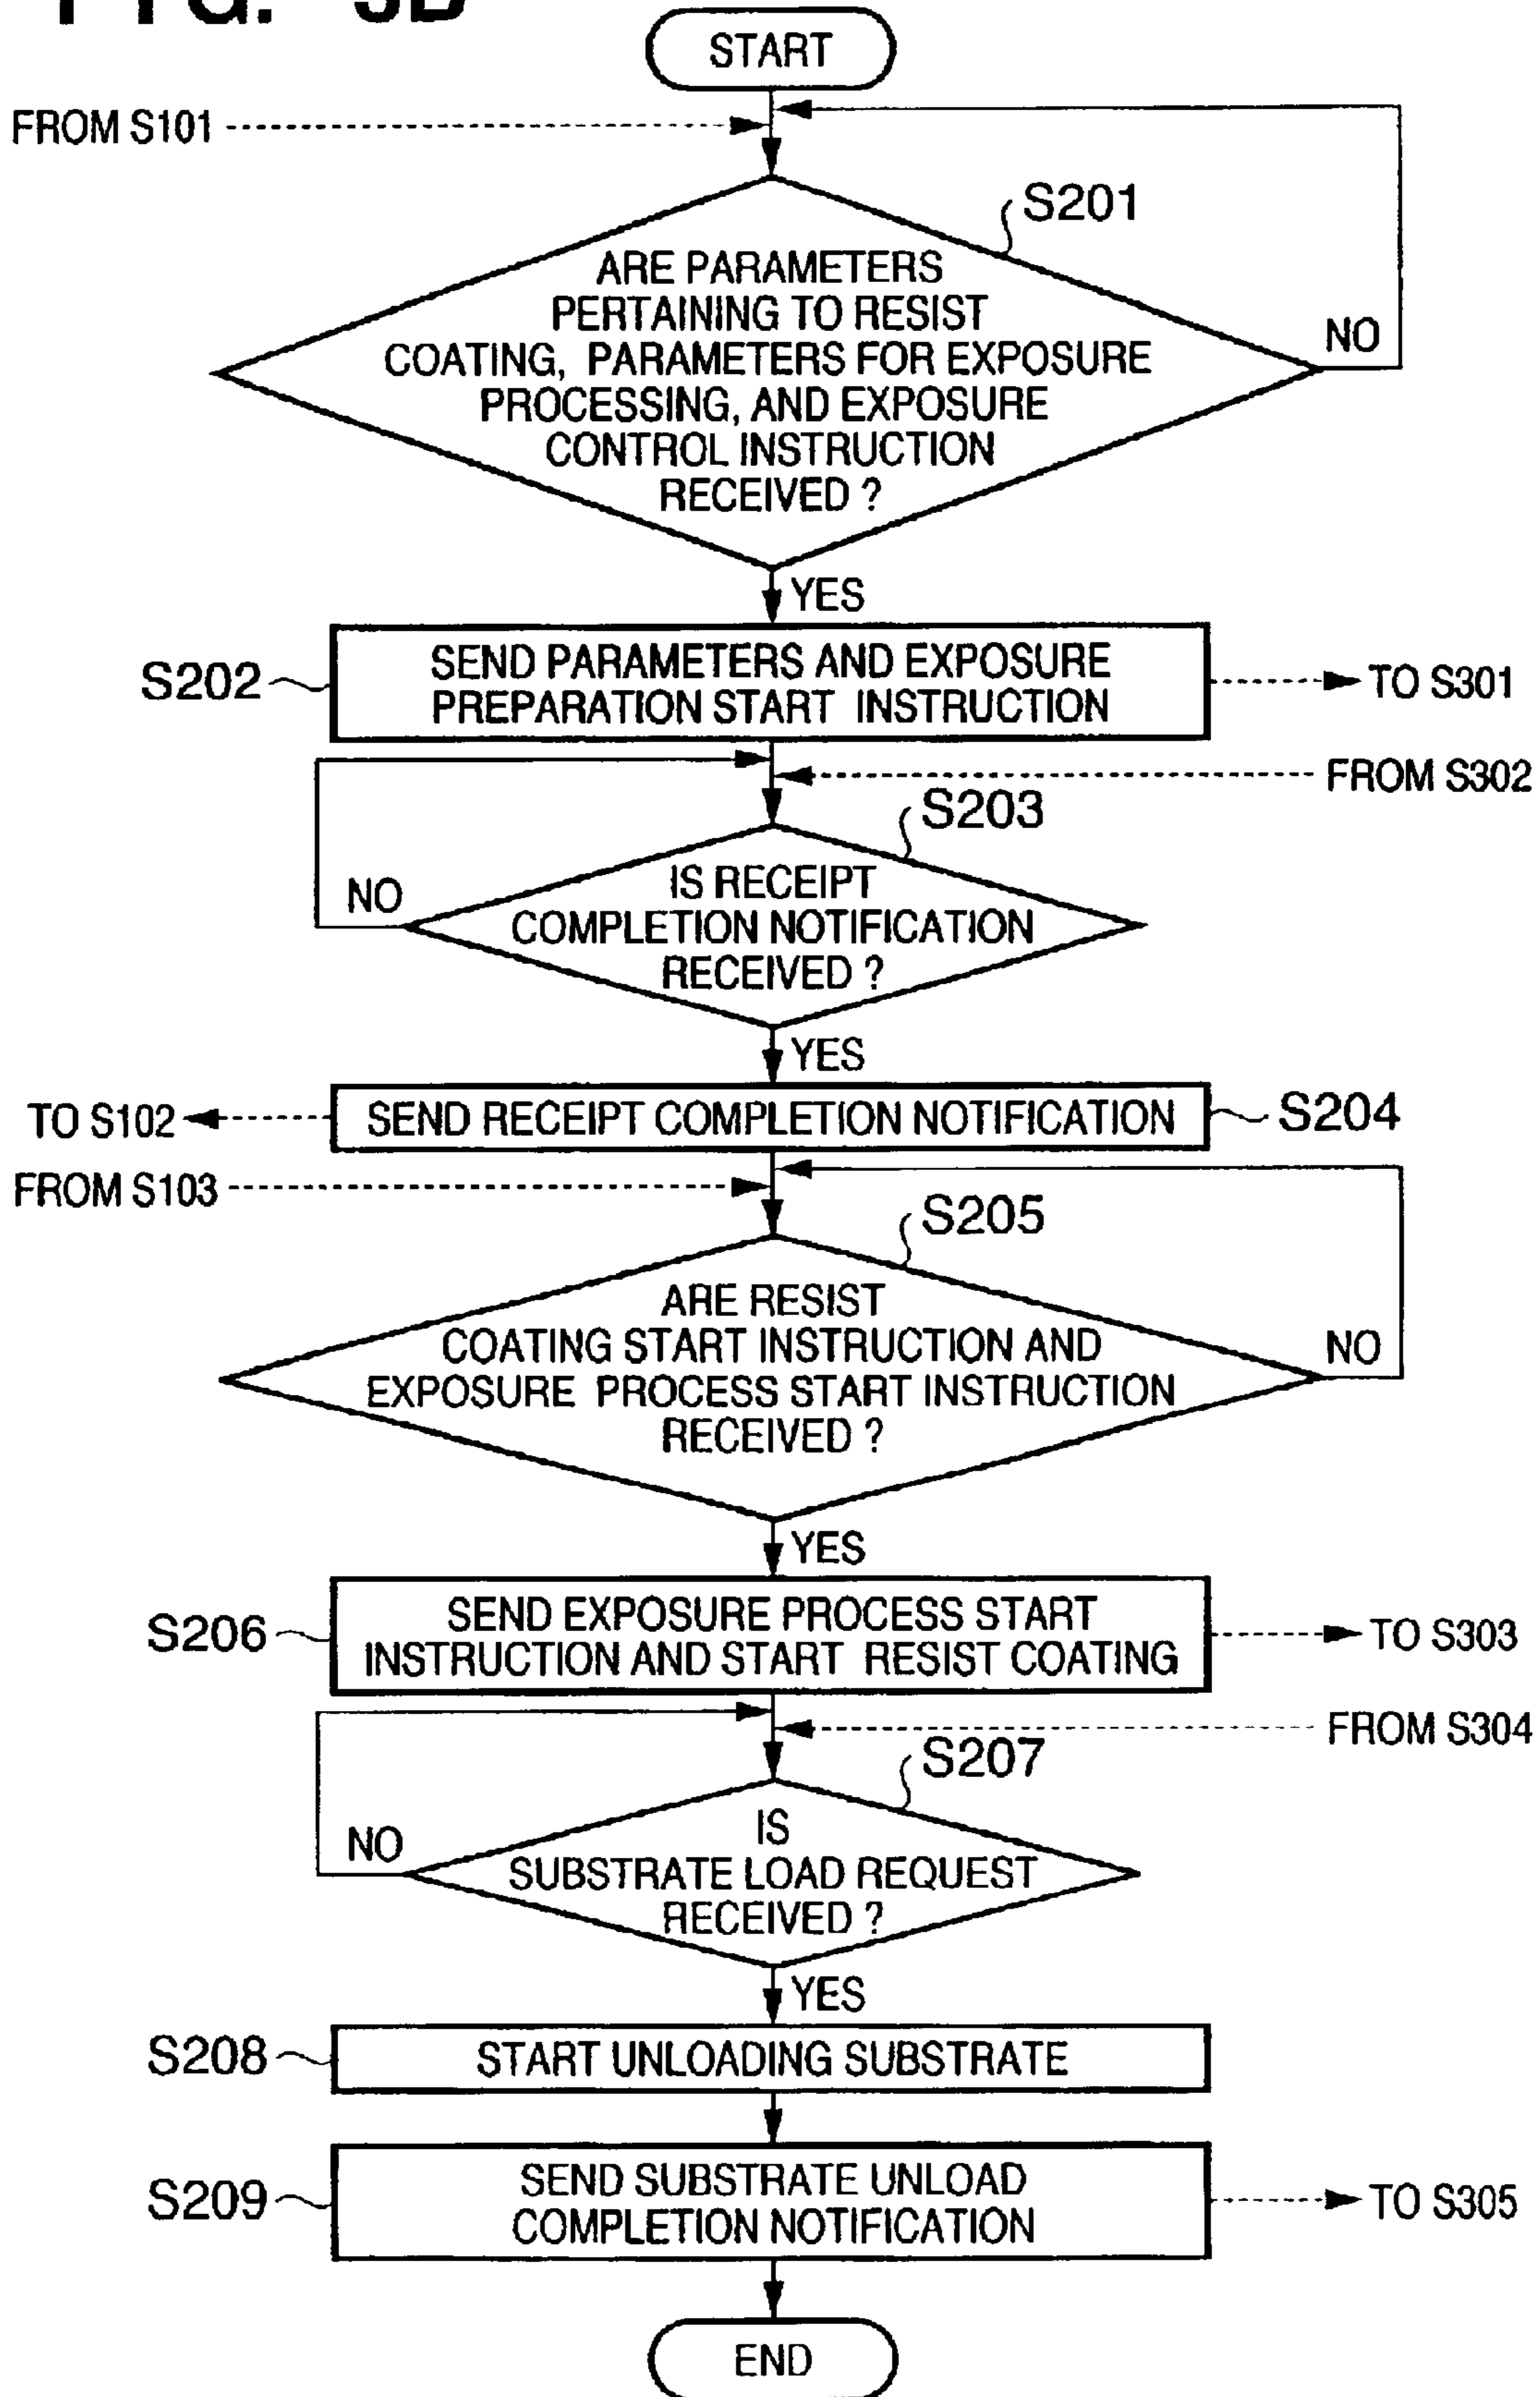 START
FROM S101
S201
ARE PARAMETERS
PERTAINING TO RESIST
COATING, PARAMETERS FOR EXPOSURE
PROCESSING, AND EXPOSURE
CONTROL INSTRUCTION
RECEIVED ?
NO
YES
S202
SEND PARAMETERS AND EXPOSURE
PREPARATION START INSTRUCTION
TO S301
FROM S302
S203
IS RECEIPT
COMPLETION NOTIFICATION
RECEIVED ?
NO
YES
TO S102
SEND RECEIPT COMPLETION NOTIFICATION
S204
FROM S103
S205
ARE RESIST
COATING START INSTRUCTION AND
EXPOSURE PROCESS START INSTRUCTION
RECEIVED ?
NO
YES
S206
SEND EXPOSURE PROCESS START
INSTRUCTION AND START RESIST COATING
TO S303
FROM S304
S207
IS
SUBSTRATE LOAD REQUEST
RECEIVED ?
NO
YES
S208
START UNLOADING SUBSTRATE
S209
SEND SUBSTRATE UNLOAD
COMPLETION NOTIFICATION
TO S305
END